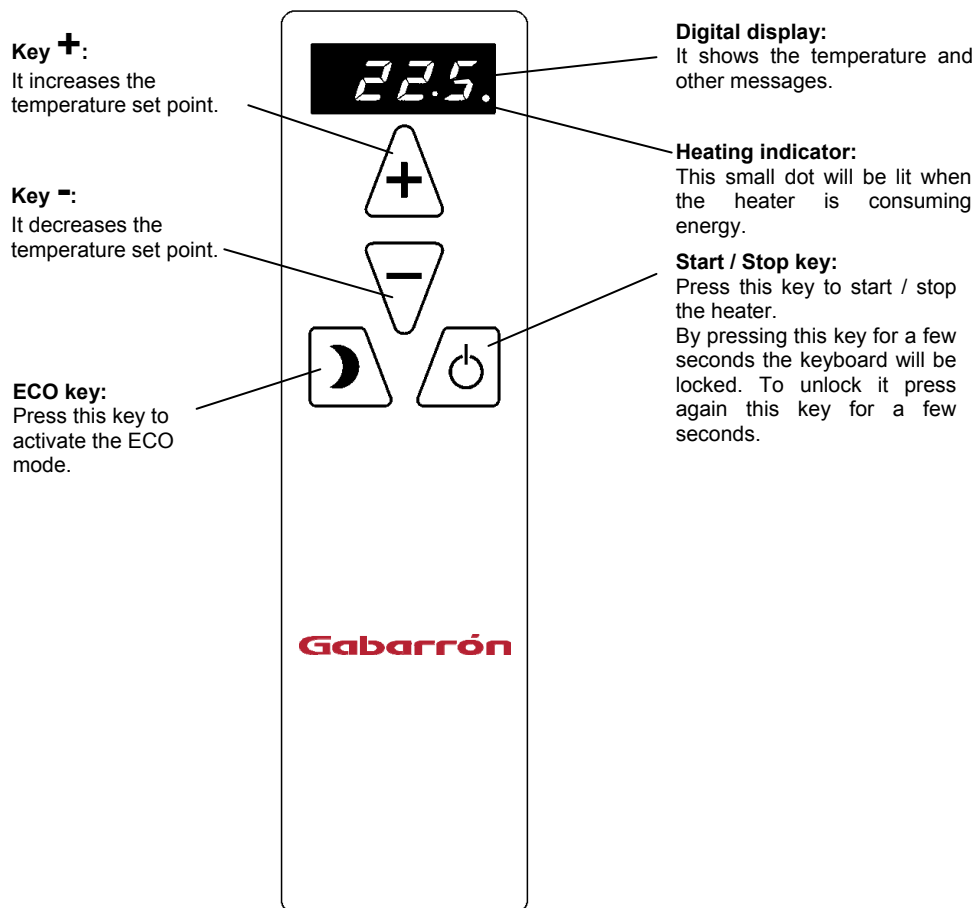 Key +:
It increases the
temperature set point.
Key -:
It decreases the
temperature set point.
ECO key:
Press this key to
activate the ECO
mode.
22.5.
+
-
Gabarrón
Digital display:
It shows the temperature and
other messages.
Heating indicator:
This small dot will be lit when
the heater is consuming
energy.
Start / Stop key:
Press this key to start / stop
the heater.
By pressing this key for a few
seconds the keyboard will be
locked. To unlock it press
again this key for a few
seconds.